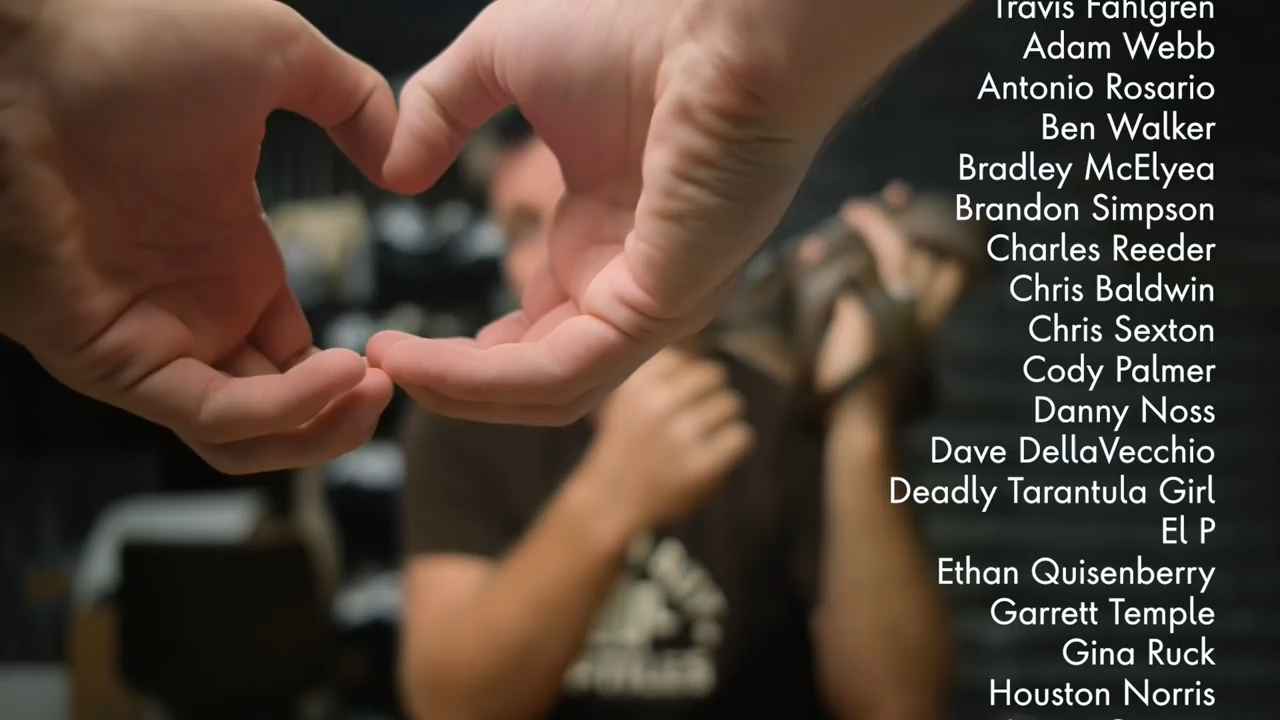 Travis Fahlgren
Adam Webb
Antonio Rosario
Ben Walker
Bradley McElyea
Brandon Simpson
Charles Reeder
Chris Baldwin
Chris Sexton
Cody Palmer
Danny Noss
Dave DellaVecchio
Deadly Tarantula Girl
El P
Ethan Quisenberry
Garrett Temple
Gina Ruck
Houston Norris